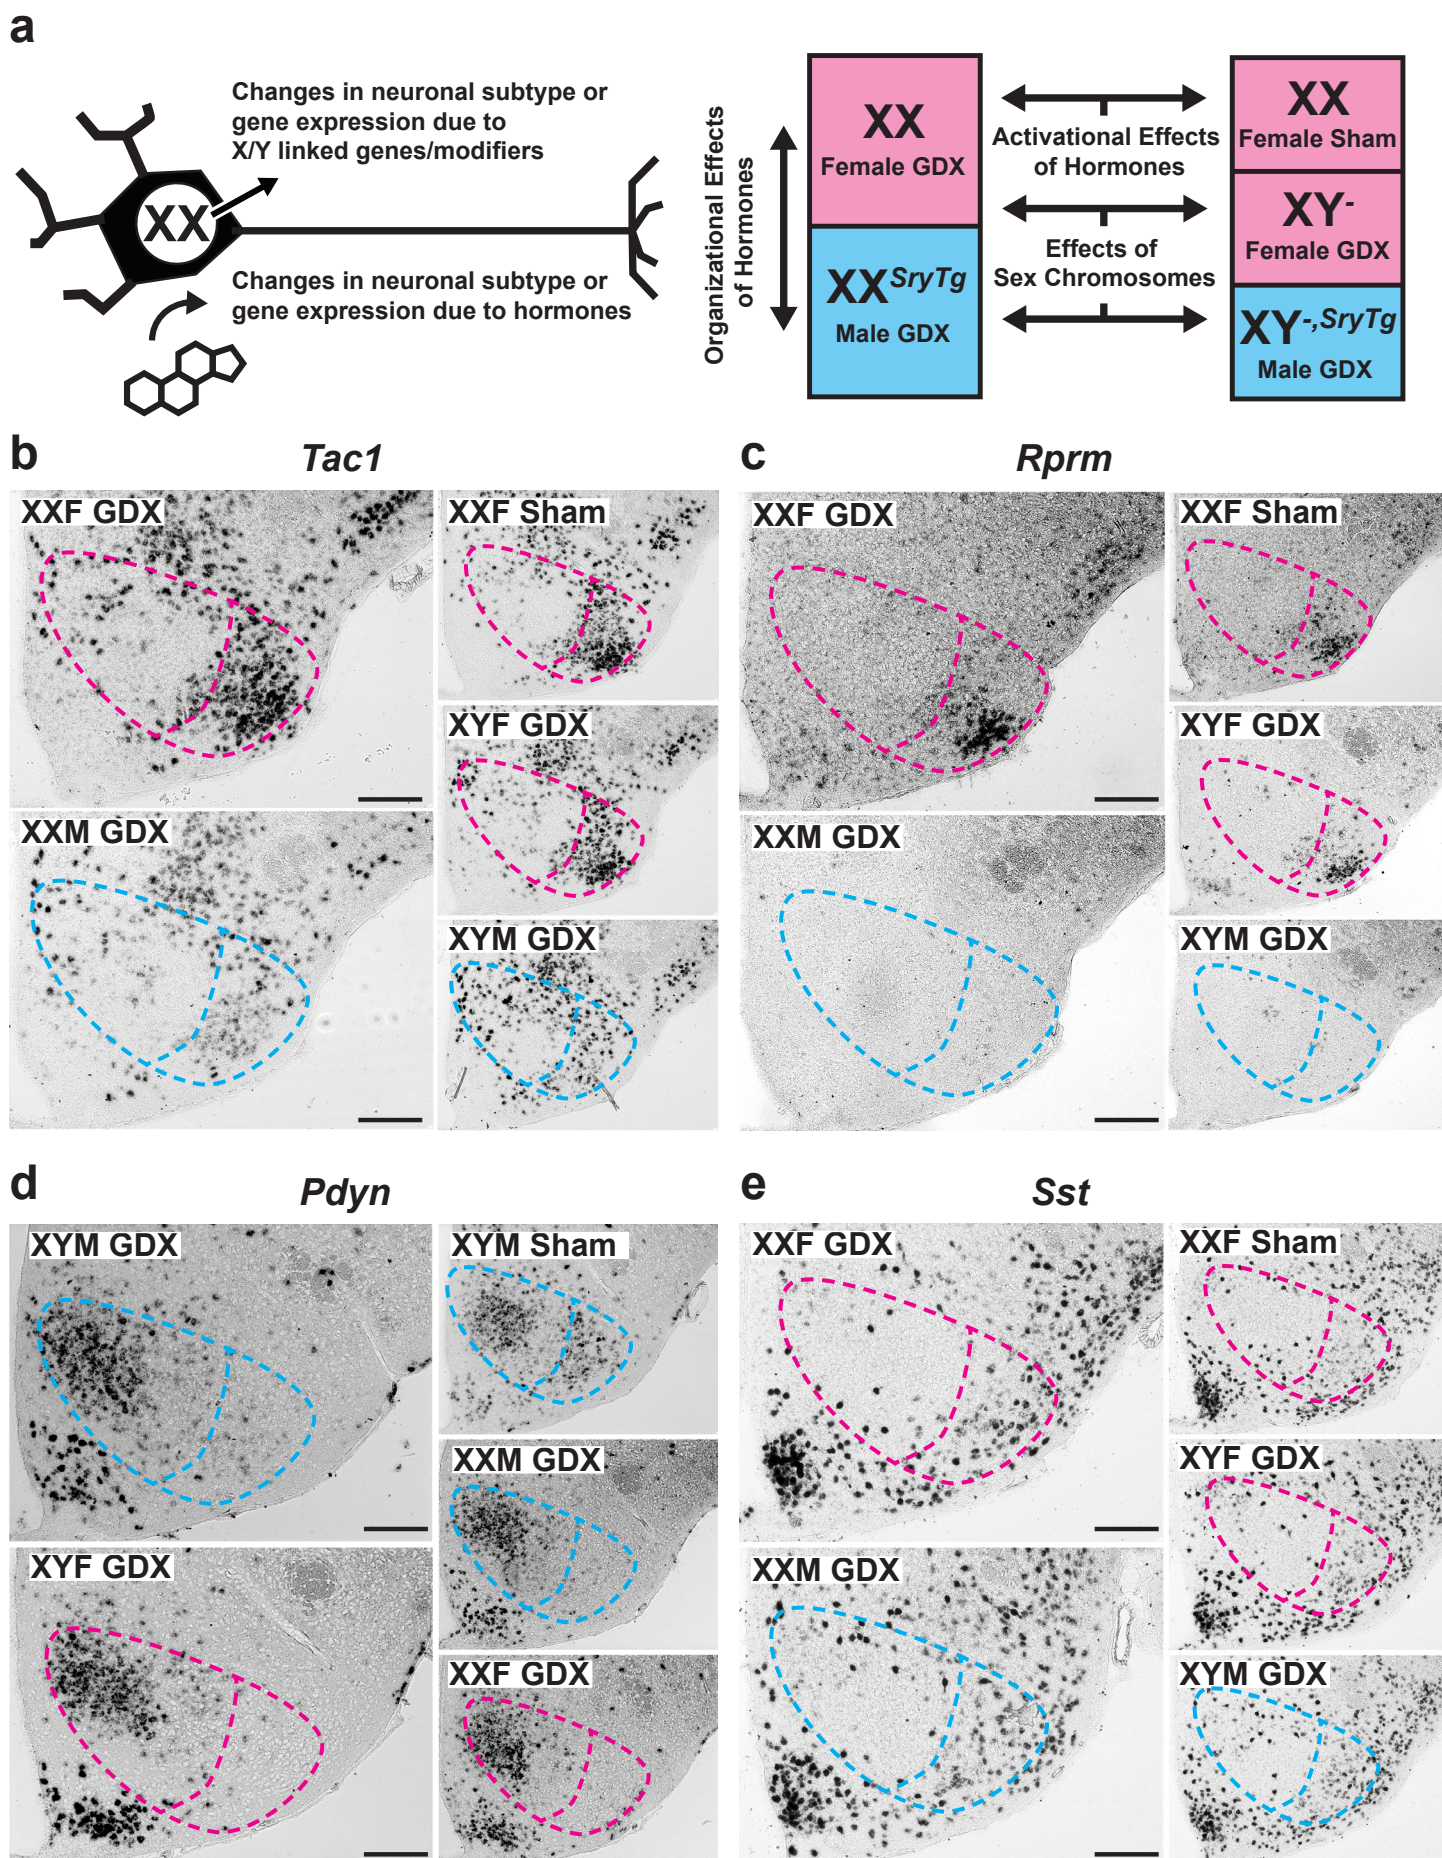 a
Changes in neuronal subtype or
gene expression due to
X/Y linked genes/modifiers
XX
Changes in neuronal subtype or
gene expression due to hormones
Organizational Effects
of Hormones
XX
Female GDX
XXSryTg
Male GDX
Activational Effects
of Hormones
Effects of
Sex Chromosomes
XX
Female Sham
XY-
Female GDX
XY-,SryTg
Male GDX
b
Tac1
XXF GDX
XXF Sham
XYF GDX
XXM GDX
XYM GDX
c
Rprm
XXF GDX
XXF Sham
XYF GDX
XXM GDX
XYM GDX
d
Pdyn
XYM GDX
XYM Sham
XXM GDX
XYF GDX
XXF GDX
e
Sst
XXF GDX
XXF Sham
XYF GDX
XXM GDX
XYM GDX